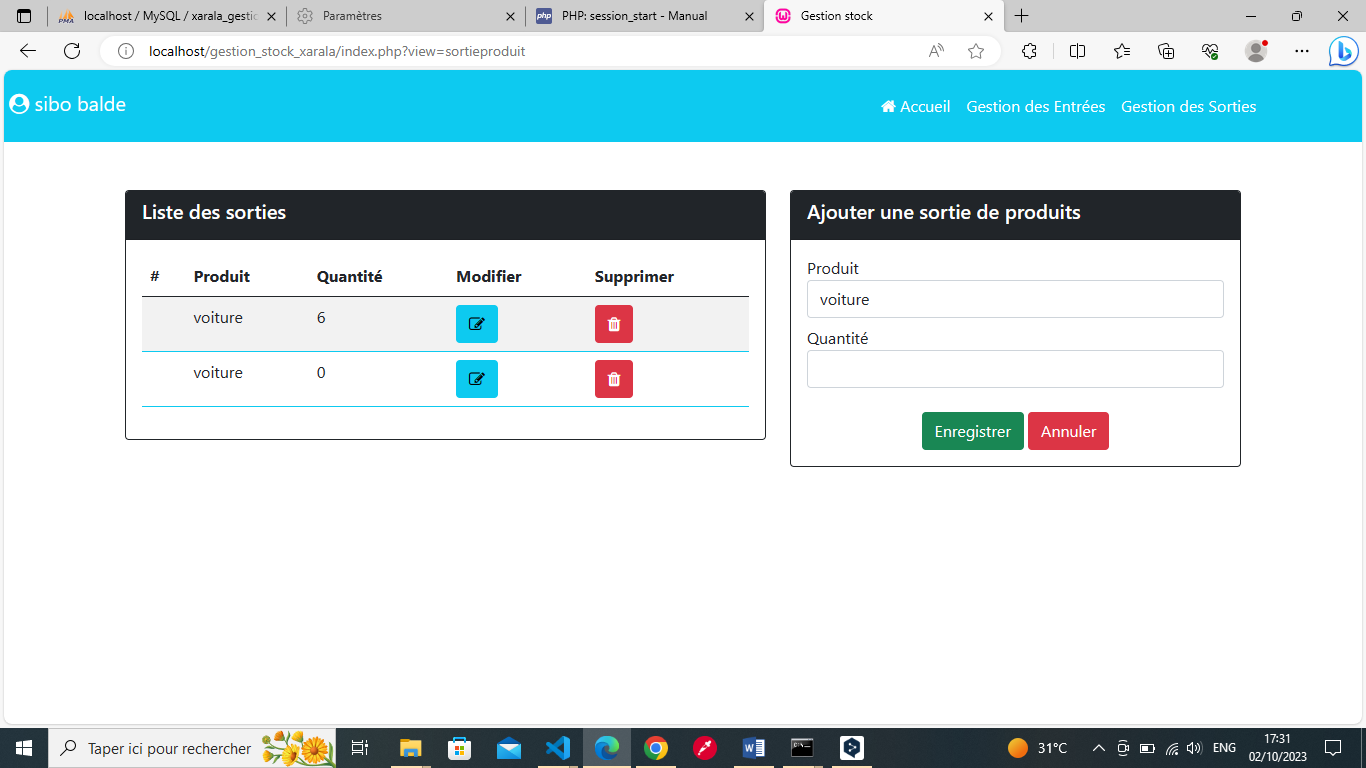 localhost / MySQL / xarala_gestic
Paramètres
php
PHP: session_start - Manual
Gestion stock
PMA
localhost/gestion_stock_xarala/index.php?view=sortieproduit
sibo balde
Accueil Gestion des Entrées Gestion des Sorties
Liste des sorties
# Produit Quantité Modifier Supprimer
voiture 6
voiture 0
Ajouter une sortie de produits
Produit
voiture
Quantité
Enregistrer Annuler
Taper ici pour rechercher
31°C
ENG
17:31
02/10/2023